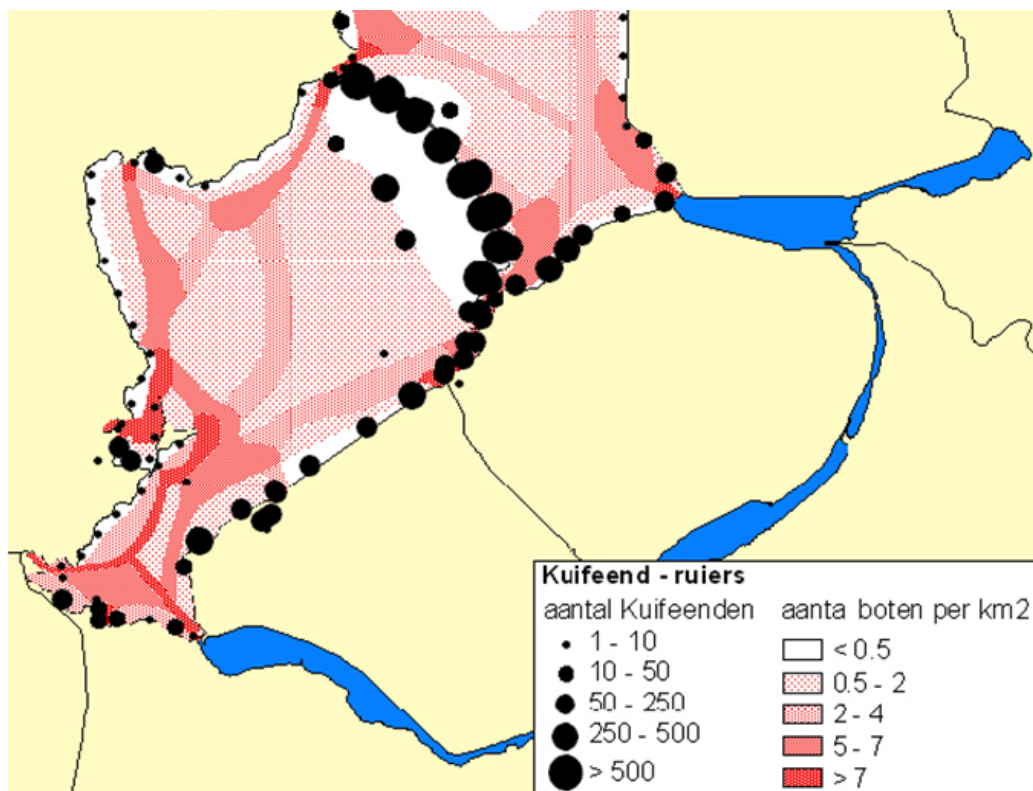 Kuifeend - ruiers
aantal Kuifeenden
1 - 10
10 - 50
50 - 250
250 - 500
> 500
aanta boten per km2
< 0.5
0.5 - 2
2 - 4
5 - 7
> 7